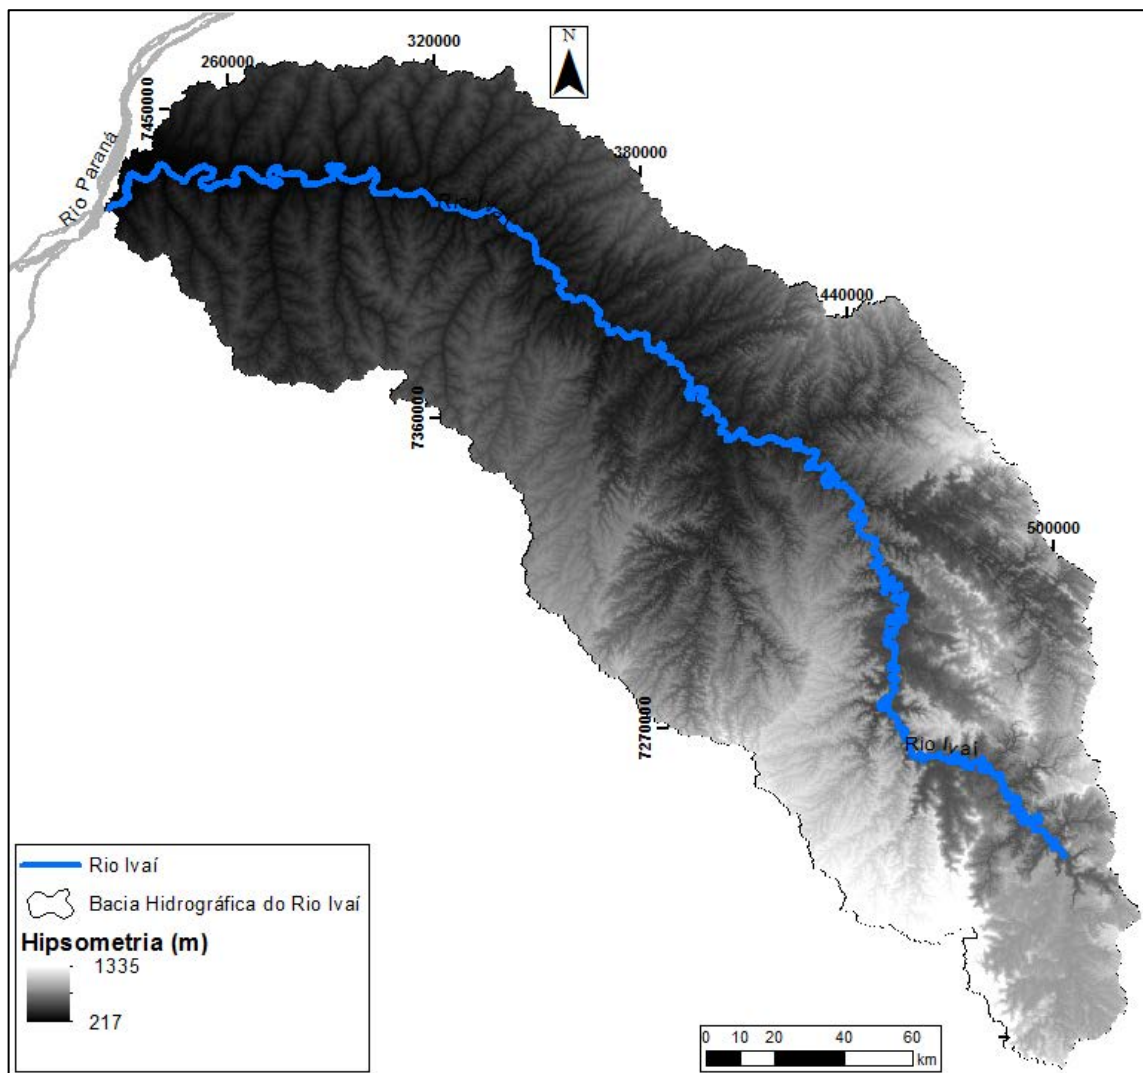 N
320000
260000
7450000
Rio Paraná
380000
440000
7360000
500000
7270000
Rio Ivaí
Rio Ivaí
Bacia Hidrográfica do Rio Ivaí
Hipsometria (m)
1335
217
0 10 20 40 60
km